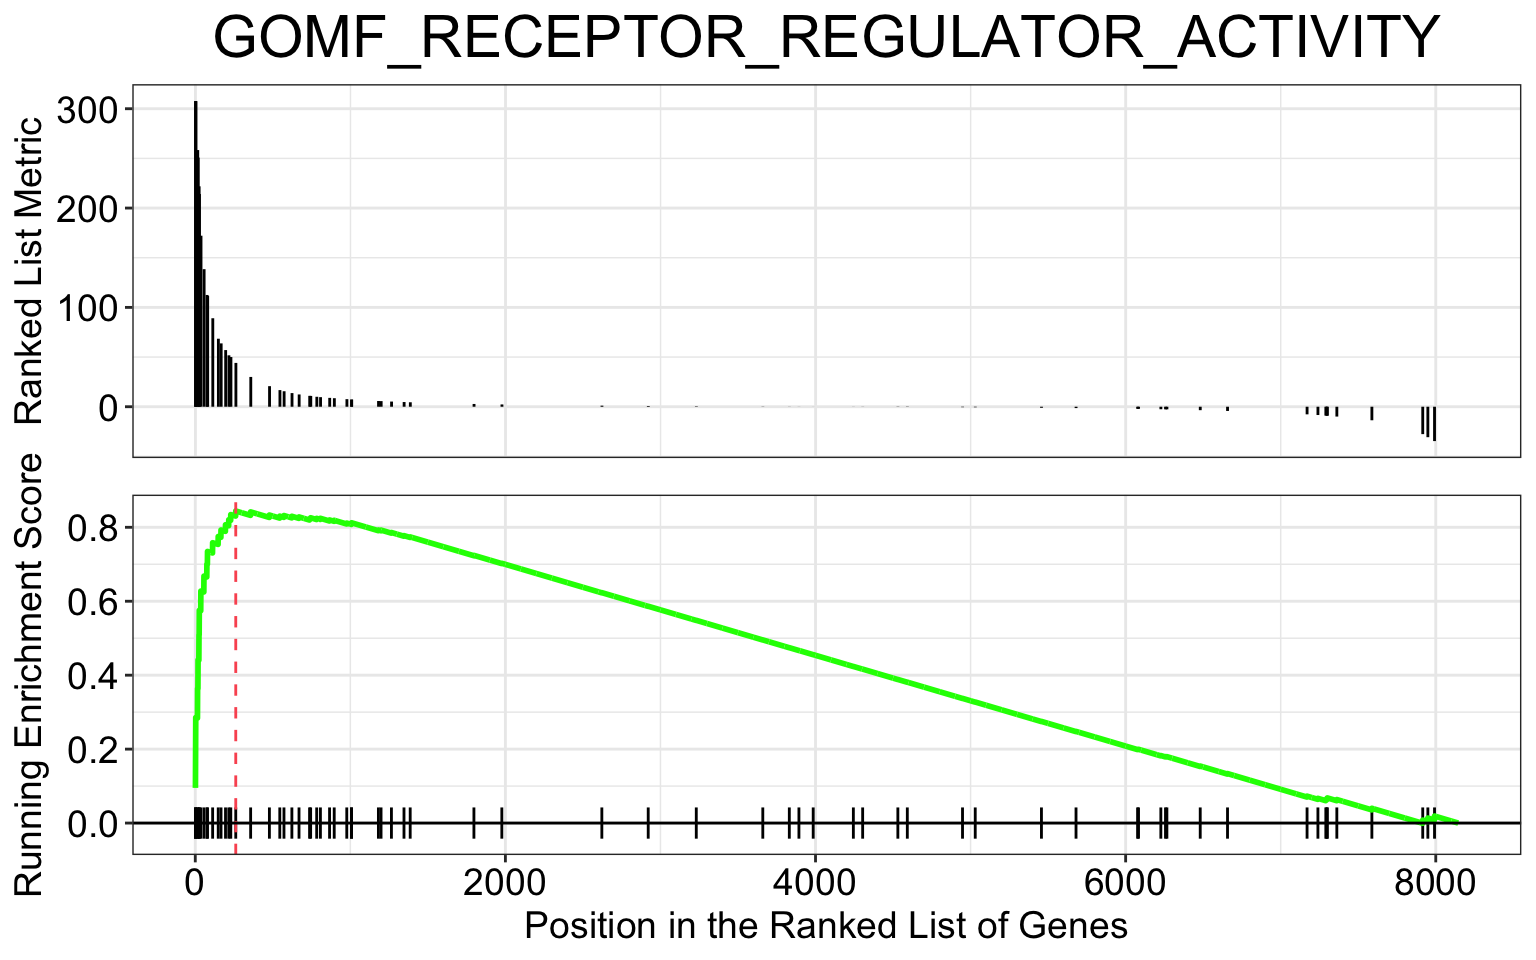 GOMF_RECEPTOR_REGULATOR_ACTIVITY
Ranked List Metric
300
200
100
0
Running Enrichment Score
0.8
0.6
0.4
0.2
0.0
0 2000 4000 6000 8000
Position in the Ranked List of Genes